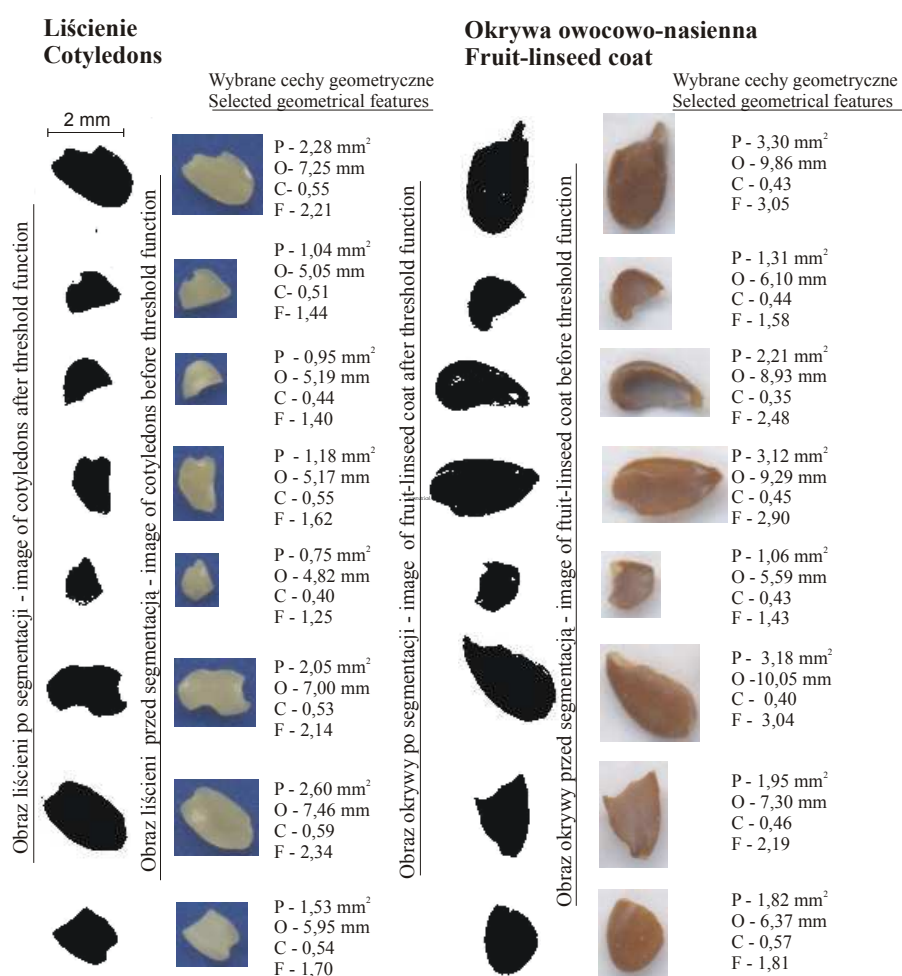 Liścienie
Cotyledons
Wybrane cechy geometryczne
Selected geometrical features
2 mm
P - 2,28 mm²
O- 7,25 mm
C- 0,55
F - 2,21
P - 1,04 mm²
O- 5,05 mm
C- 0,51
F- 1,44
P - 0,95 mm²
O - 5,19 mm
C - 0,44
F - 1,40
P - 1,18 mm²
O - 5,17 mm
C - 0,55
F - 1,62
P - 0,75 mm²
O - 4,82 mm
C - 0,40
F - 1,25
P - 2,05 mm²
O - 7,00 mm
C - 0,53
F - 2,14
P - 2,60 mm²
O - 7,46 mm
C - 0,59
F - 2,34
P - 1,53 mm²
O - 5,95 mm
C - 0,54
F - 1,70
Obraz liścieni po segmentacji - image of cotyledons after threshold function
Obraz liścieni przed segmentacją - image of cotyledons before threshold function
Okrywa owocowo-nasienna
Fruit-linseed coat
Wybrane cechy geometryczne
Selected geometrical features
P - 3,30 mm²
O - 9,86 mm
C - 0,43
F - 3,05
P - 1,31 mm²
O - 6,10 mm
C - 0,44
F - 1,58
P - 2,21 mm²
O - 8,93 mm
C - 0,35
F - 2,48
P - 3,12 mm²
O - 9,29 mm
C - 0,45
F - 2,90
P - 1,06 mm²
O - 5,59 mm
C - 0,43
F - 1,43
P - 3,18 mm²
O -10,05 mm
C - 0,40
F - 3,04
P - 1,95 mm²
O - 7,30 mm
C - 0,46
F - 2,19
P - 1,82 mm²
O - 6,37 mm
C - 0,57
F - 1,81
Obraz okrywy po segmentacji - image of fruit-linseed coat after threshold function
Obraz okrywy przed segmentacją - image of fruit-linseed coat before threshold function